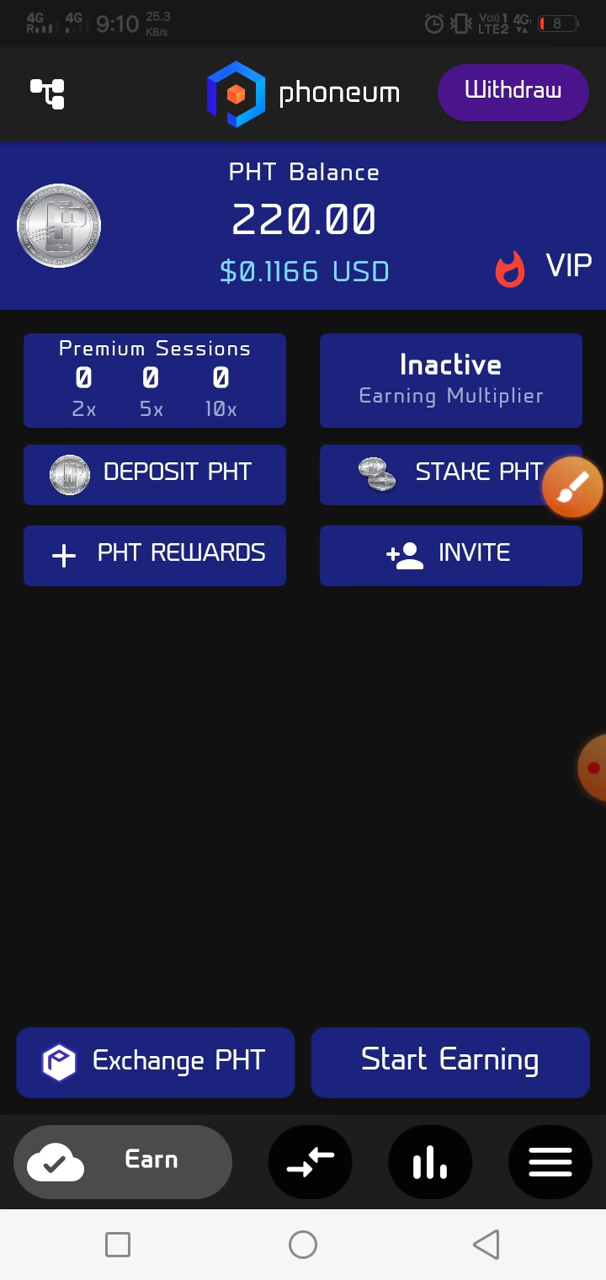 4G 4G 9:10 25.3
R KB/s
Vo)) 1 4G
LTE2 8
phoneum
Withdraw
PHT Balance
220.00
$0.1166 USD
VIP
Premium Sessions
0 0 0
2x 5x 10x
Inactive
Earning Multiplier
DEPOSIT PHT
STAKE PHT
PHT REWARDS
INVITE
Exchange PHT
Start Earning
Earn